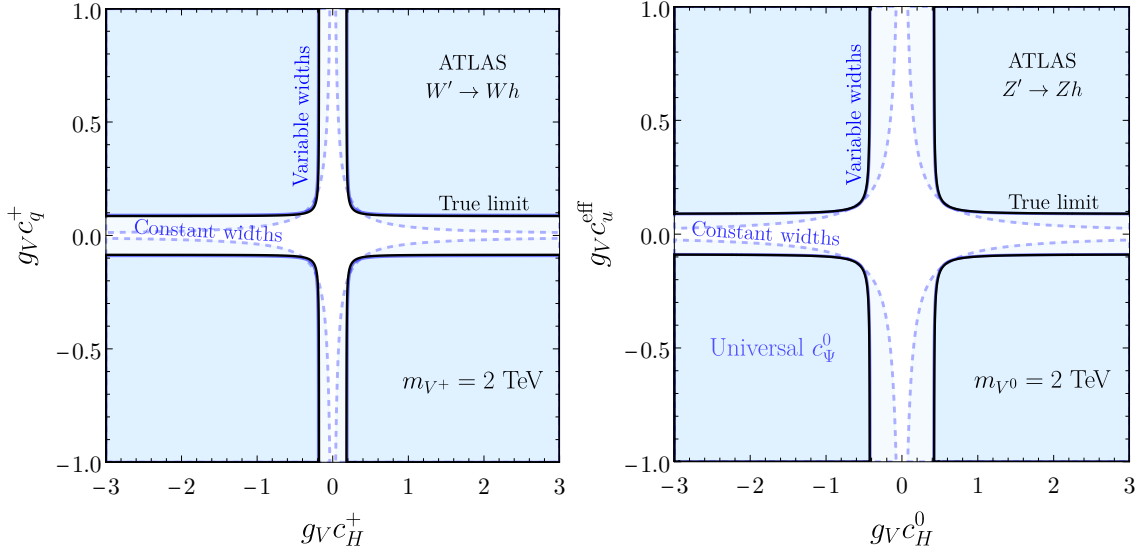 1.0
0.5
0.0
−0.5
−1.0
g_V c_q^+
Variable widths
ATLAS
W′ → Wh
True limit
Constant widths
m_{V^+} = 2 TeV
−3 −2 −1 0 1 2 3
g_V c_H^+
1.0
0.5
0.0
−0.5
−1.0
g_V c_u^{eff}
Variable widths
ATLAS
Z′ → Zh
True limit
Constant widths
Universal c_Ψ^0
m_{V^0} = 2 TeV
−3 −2 −1 0 1 2 3
g_V c_H^0